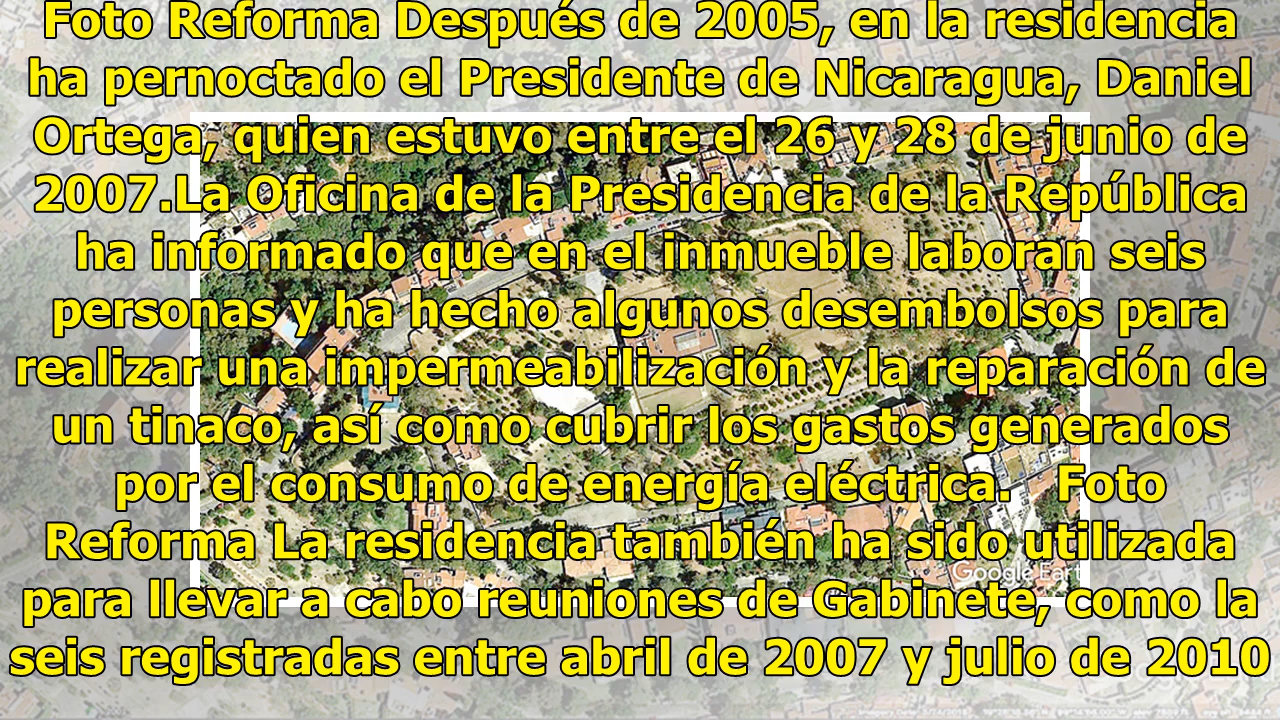 Foto Reforma Después de 2005, en la residencia
ha pernoctado el Presidente de Nicaragua, Daniel
Ortega, quien estuvo entre el 26 y 28 de junio de
2007.La Oficina de la Presidencia de la República
ha informado que en el inmueble laboran seis
personas y ha hecho algunos desembolsos para
realizar una impermeabilización y la reparación de
un tinaco, así como cubrir los gastos generados
por el consumo de energía eléctrica. Foto
Reforma La residencia también ha sido utilizada
Google Eart
para llevar a cabo reuniones de Gabinete, como la
seis registradas entre abril de 2007 y julio de 2010